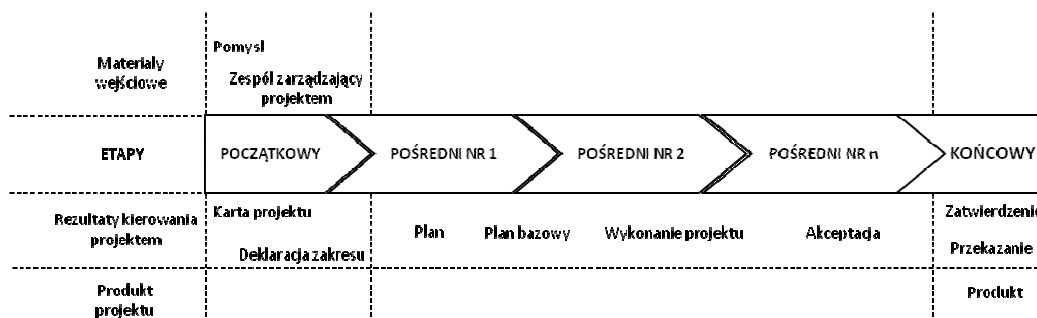 Pomysl
Materialy
wejściowe
Zespól zarządzający
projektem
ETAPY
POCZĄTKOWY
POŚREDNI NR 1
POŚREDNI NR 2
POŚREDNI NR n
KOŃCOWY
Rezultaty kierowania
projektem
Karta projektu
Deklaracja zakresu
Plan
Plan bazowy
Wykonanie projektu
Akceptacja
Zatwierdzenie
Przekazanie
Produkt
projektu
Produkt